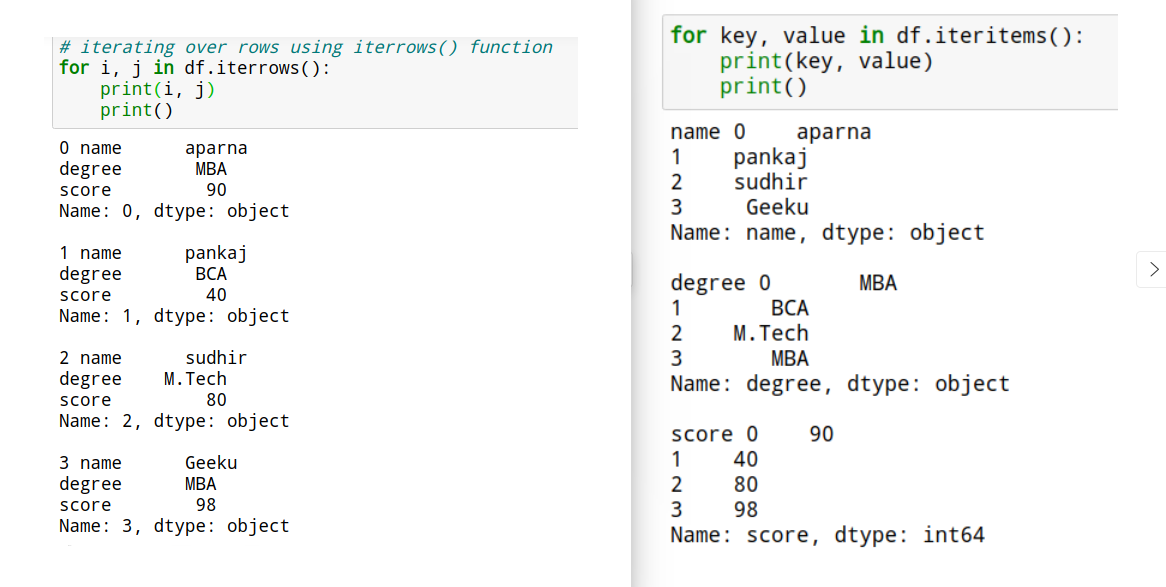 # iterating over rows using iterrows() function
for i, j in df.iterrows():
    print(i, j)
    print()
0 name      aparna
degree       MBA
score         90
Name: 0, dtype: object
1 name      pankaj
degree       BCA
score         40
Name: 1, dtype: object
2 name      sudhir
degree    M.Tech
score         80
Name: 2, dtype: object
3 name      Geeku
degree      MBA
score        98
Name: 3, dtype: object
for key, value in df.iteritems():
    print(key, value)
    print()
name 0    aparna
1    pankaj
2    sudhir
3     Geeku
Name: name, dtype: object
degree 0       MBA
1       BCA
2    M.Tech
3       MBA
Name: degree, dtype: object
score 0    90
1    40
2    80
3    98
Name: score, dtype: int64